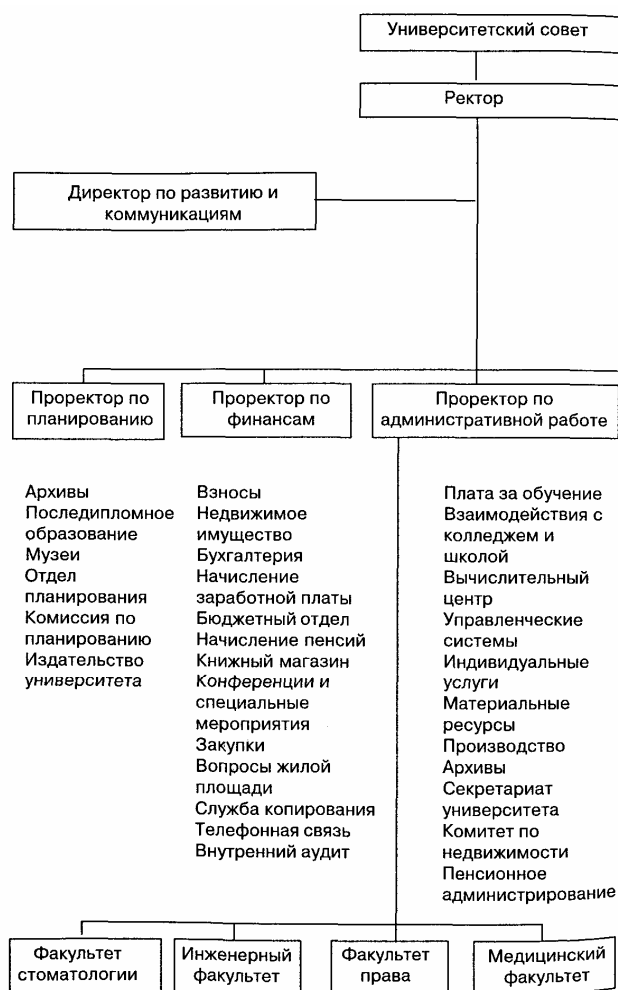 Университетский совет
Ректор
Директор по развитию и
коммуникациям
Проректор по
планированию
Проректор по
финансам
Проректор по
административной работе
Архивы
Последипломное
образование
Музеи
Отдел
планирования
Комиссия по
планированию
Издательство
университета
Взносы
Недвижимое
имущество
Бухгалтерия
Начисление
заработной платы
Бюджетный отдел
Начисление пенсий
Книжный магазин
Конференции и
специальные
мероприятия
Закупки
Вопросы жилой
площади
Служба копирования
Телефонная связь
Внутренний аудит
Плата за обучение
Взаимодействия с
колледжем и
школой
Вычислительный
центр
Управленческие
системы
Индивидуальные
услуги
Материальные
ресурсы
Производство
Архивы
Секретариат
университета
Комитет по
недвижимости
Пенсионное
администрирование
Факультет
стоматологии
Инженерный
факультет
Факультет
права
Медицинский
факультет